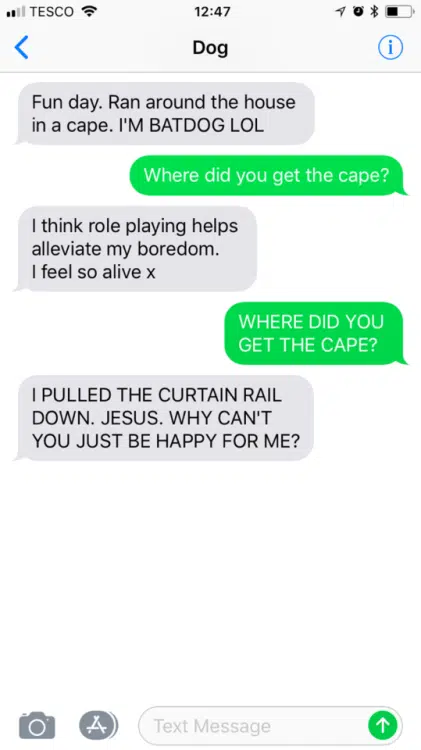 TESCO 12:47
Dog
Fun day. Ran around the house
in a cape. I'M BATDOG LOL
Where did you get the cape?
I think role playing helps
alleviate my boredom.
I feel so alive x
WHERE DID YOU
GET THE CAPE?
I PULLED THE CURTAIN RAIL
DOWN. JESUS. WHY CAN'T
YOU JUST BE HAPPY FOR ME?
Text Message